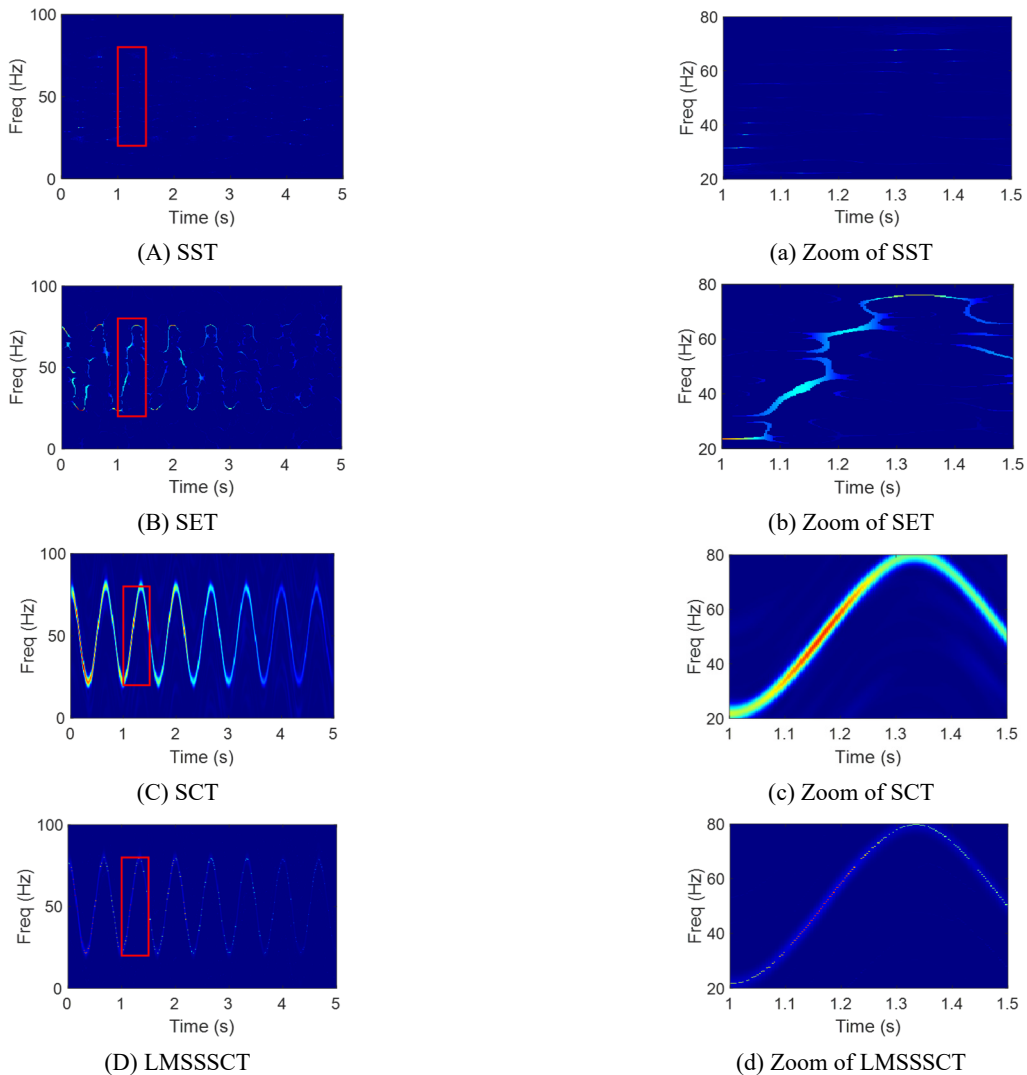 100
50
0
Freq (Hz)
0 1 2 3 4 5
Time (s)
(A) SST
80
60
40
20
Freq (Hz)
1 1.1 1.2 1.3 1.4 1.5
Time (s)
(a) Zoom of SST
100
50
0
Freq (Hz)
0 1 2 3 4 5
Time (s)
(B) SET
80
60
40
20
Freq (Hz)
1 1.1 1.2 1.3 1.4 1.5
Time (s)
(b) Zoom of SET
100
50
0
Freq (Hz)
0 1 2 3 4 5
Time (s)
(C) SCT
80
60
40
20
Freq (Hz)
1 1.1 1.2 1.3 1.4 1.5
Time (s)
(c) Zoom of SCT
100
50
0
Freq (Hz)
0 1 2 3 4 5
Time (s)
(D) LMSSSCT
80
60
40
20
Freq (Hz)
1 1.1 1.2 1.3 1.4 1.5
Time (s)
(d) Zoom of LMSSSCT